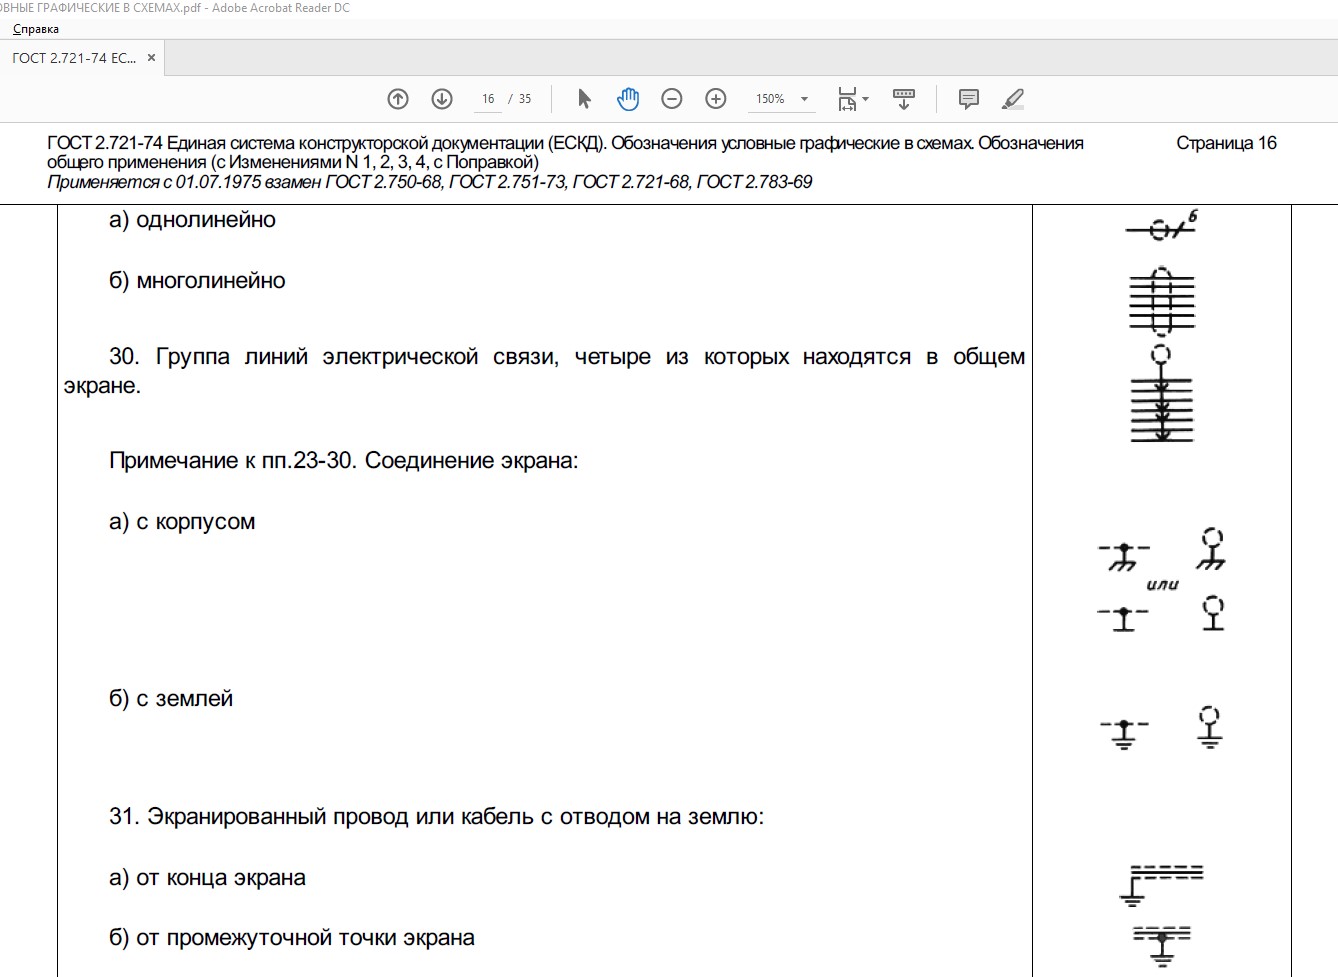 ОВНЫЕ ГРАФИЧЕСКИЕ В СХЕМАХ.pdf - Adobe Acrobat Reader DC
Справка
ГОСТ 2.721-74 ЕС... ×
16 / 35 150%
ГОСТ 2.721-74 Единая система конструкторской документации (ЕСКД). Обозначения условные графические в схемах. Обозначения Страница 16
общего применения (с Изменениями N 1, 2, 3, 4, с Поправкой)
Применяется с 01.07.1975 взамен ГОСТ 2.750-68, ГОСТ 2.751-73, ГОСТ 2.721-68, ГОСТ 2.783-69
а) однолинейно
6
б) многолинейно
30. Группа линий электрической связи, четыре из которых находятся в общем
экране.
Примечание к пп.23-30. Соединение экрана:
а) с корпусом
или
б) с землей
31. Экранированный провод или кабель с отводом на землю:
а) от конца экрана
б) от промежуточной точки экрана